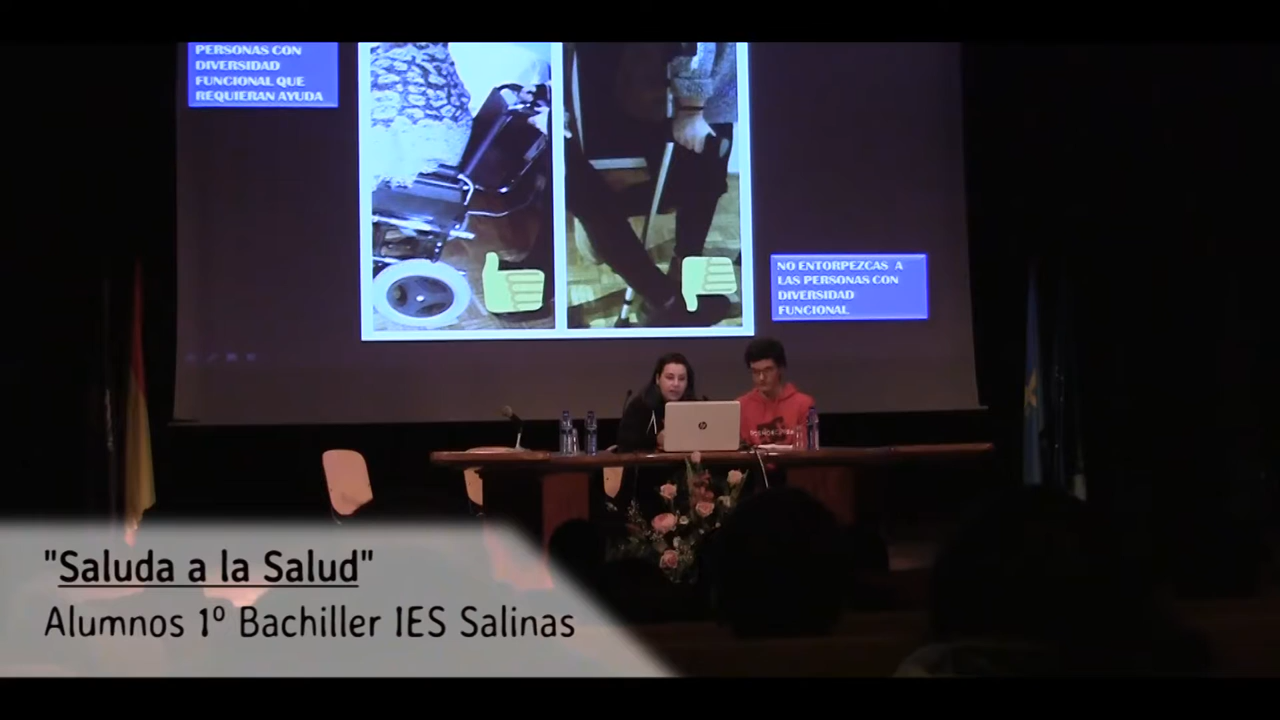 PERSONAS CON
DIVERSIDAD
FUNCIONAL QUE
REQUIERAN AYUDA
NO ENTORPEZCAS A
LAS PERSONAS CON
DIVERSIDAD
FUNCIONAL
hp
"Saluda a la Salud"
Alumnos 1º Bachiller IES Salinas